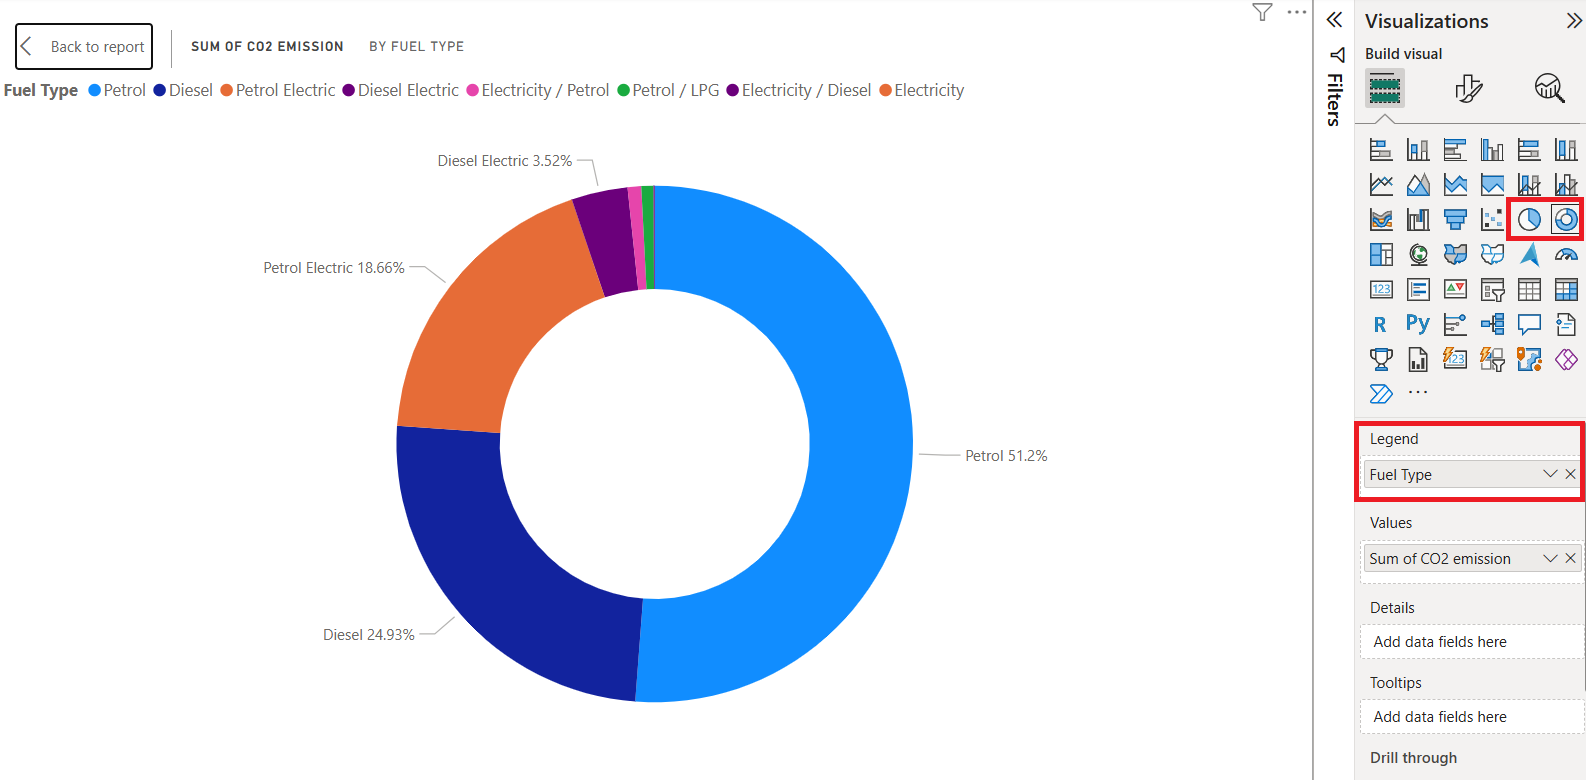 Back to report
SUM OF CO2 EMISSION BY FUEL TYPE
Fuel Type Petrol Diesel Petrol Electric Diesel Electric Electricity / Petrol Petrol / LPG Electricity / Diesel Electricity
Diesel Electric 3.52%
Petrol Electric 18.66%
Petrol 51.2%
Diesel 24.93%
Filters
Visualizations
Build visual
123
R Py
123
Legend
Fuel Type
Values
Sum of CO2 emission
Details
Add data fields here
Tooltips
Add data fields here
Drill through